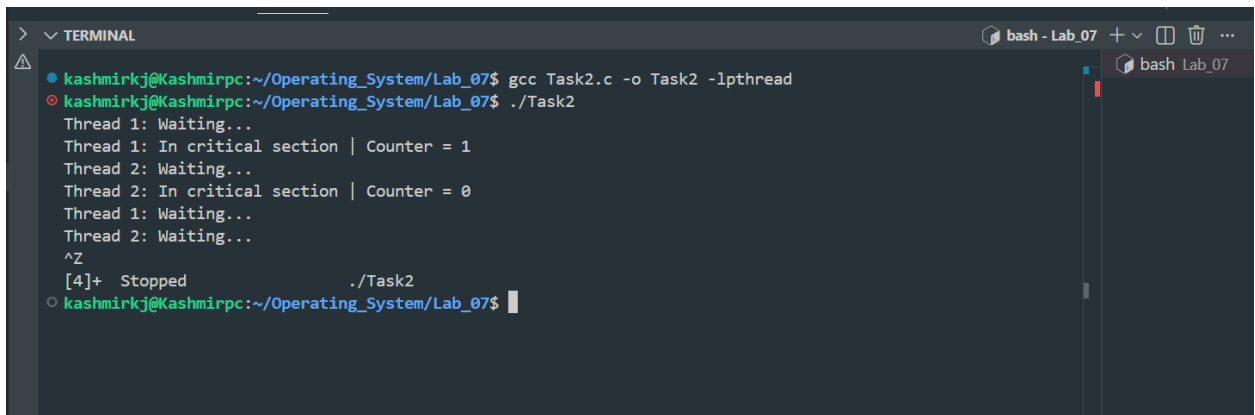 TERMINAL
bash - Lab_07
bash Lab_07
kashmirkj@Kashmirpc:~/Operating_System/Lab_07$ gcc Task2.c -o Task2 -lpthread
kashmirkj@Kashmirpc:~/Operating_System/Lab_07$ ./Task2
Thread 1: Waiting...
Thread 1: In critical section | Counter = 1
Thread 2: Waiting...
Thread 2: In critical section | Counter = 0
Thread 1: Waiting...
Thread 2: Waiting...
^Z
[4]+  Stopped                 ./Task2
kashmirkj@Kashmirpc:~/Operating_System/Lab_07$